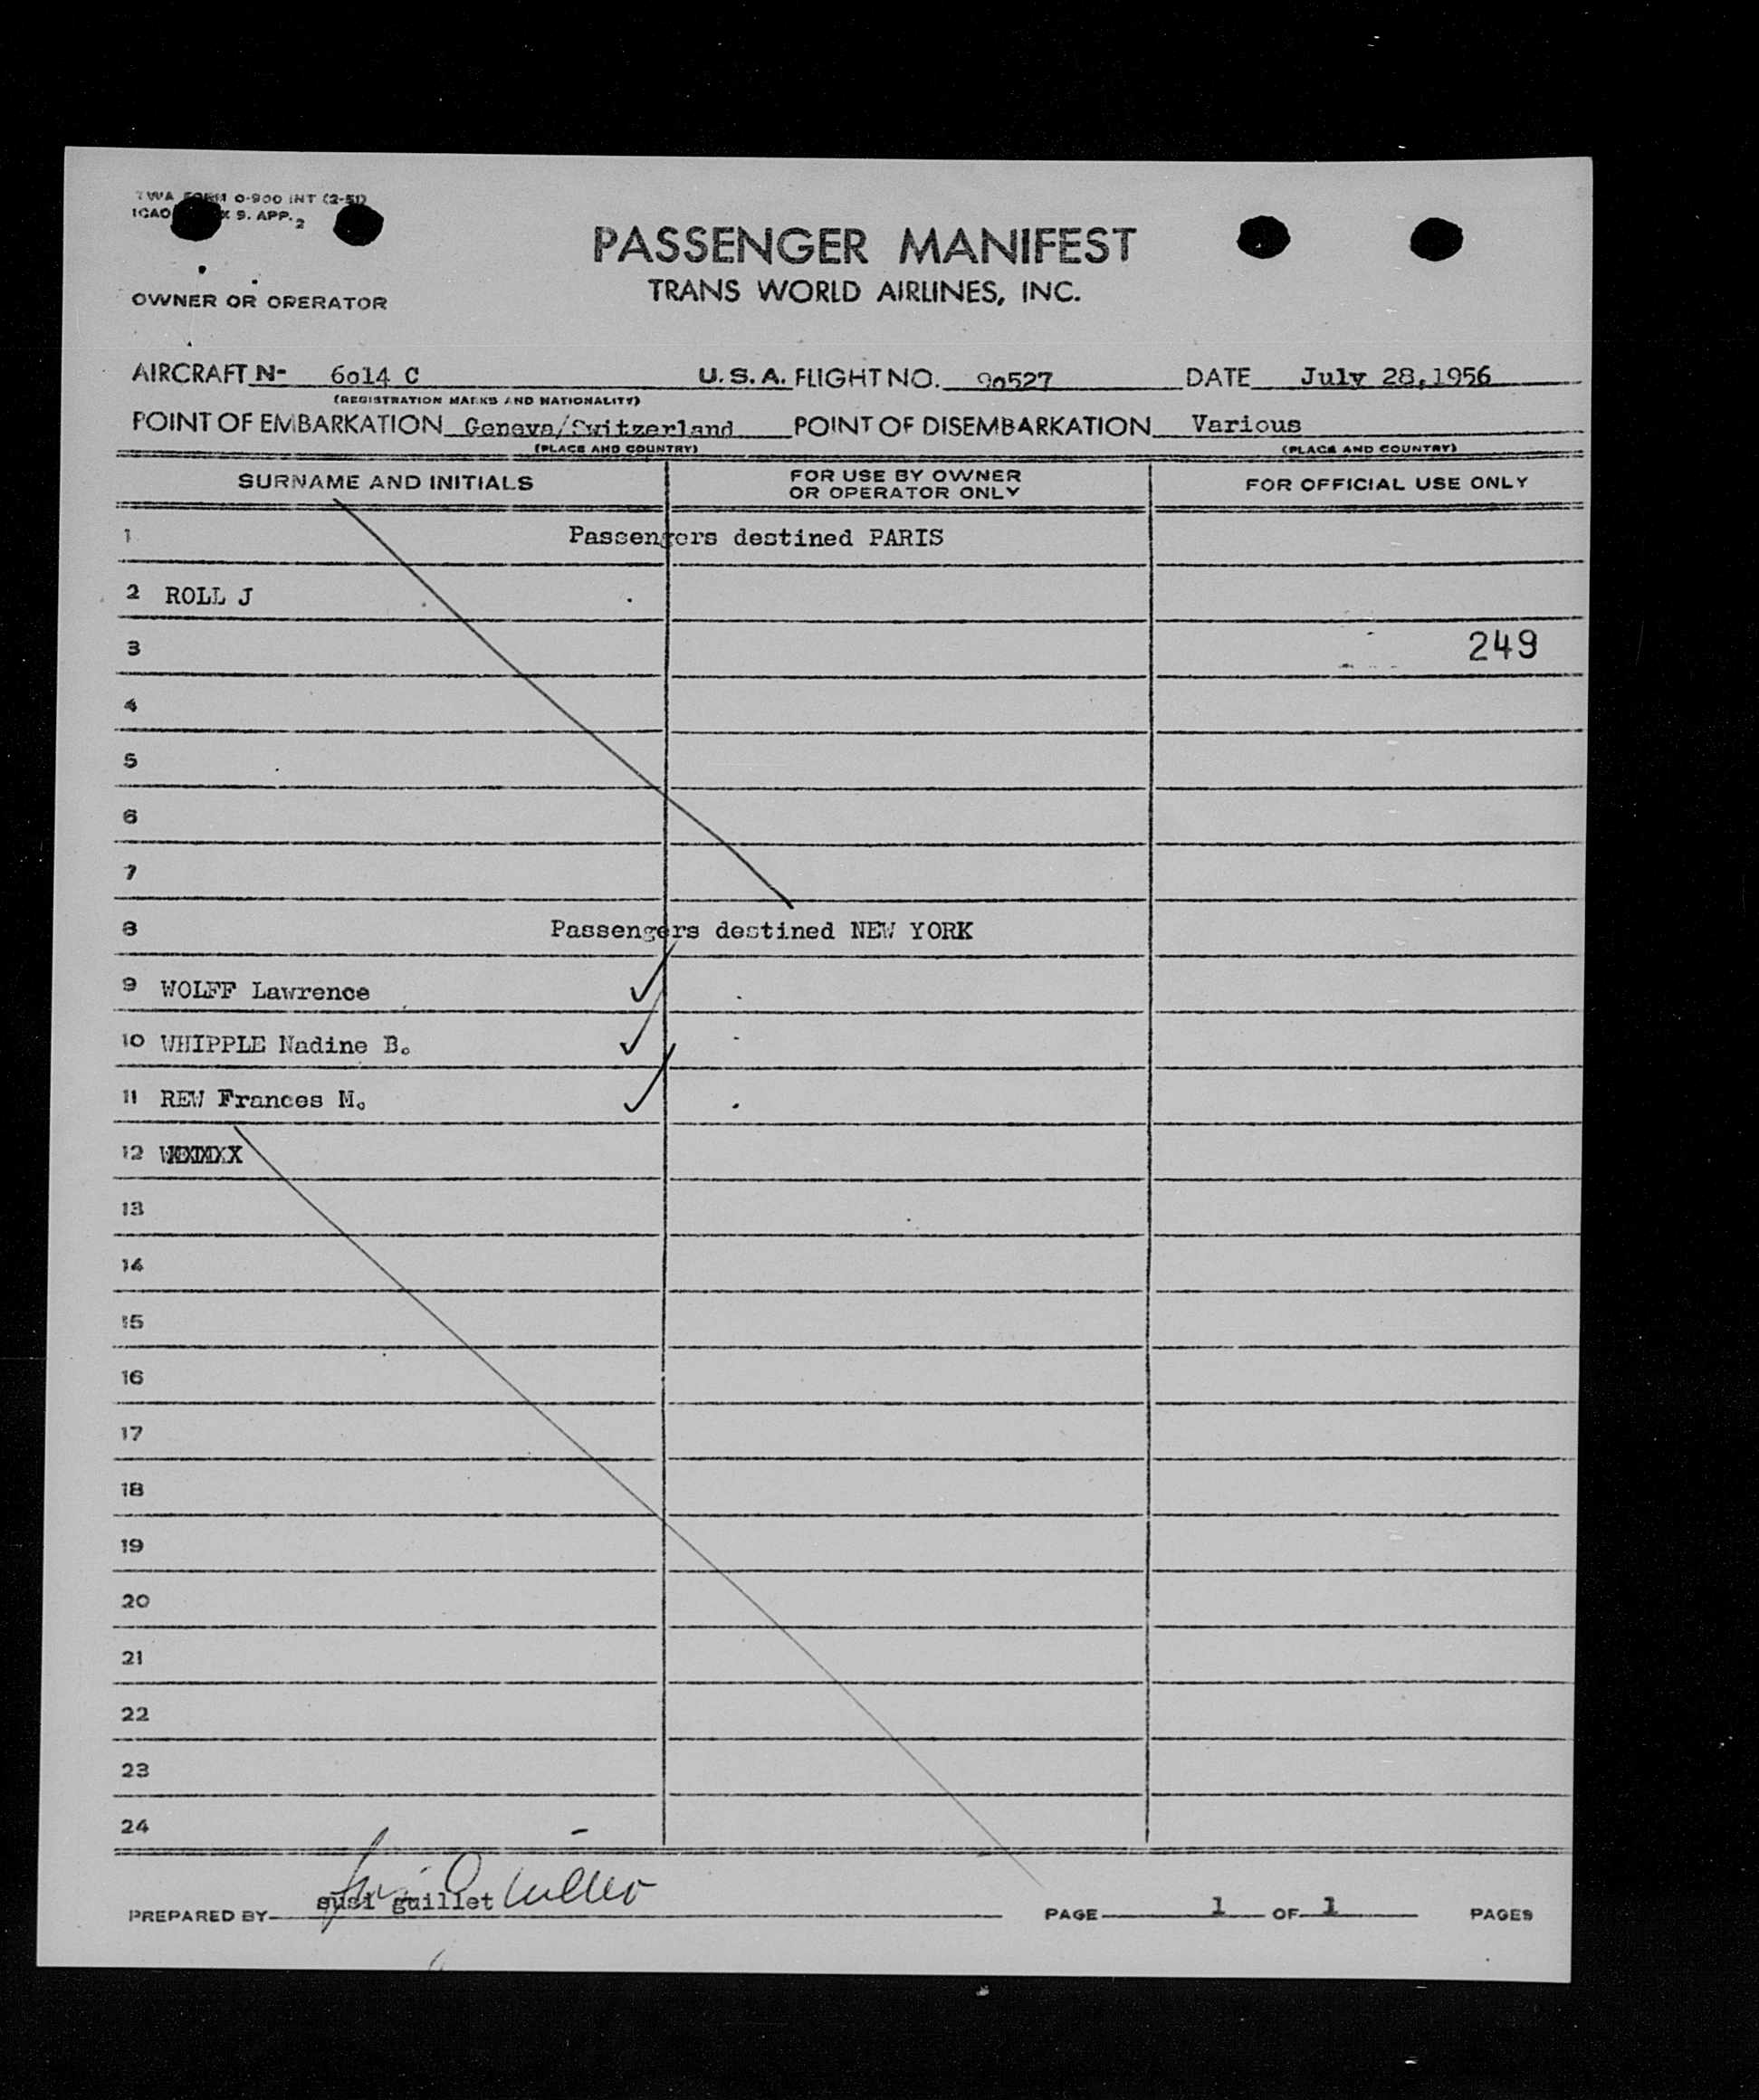 TWA FORM 0-900 INT (2-51)
ICAO X 9. APP. 2
PASSENGER MANIFEST
TRANS WORLD AIRLINES, INC.
OWNER OR OPERATOR
AIRCRAFT N- 6o14 C U.S.A. FLIGHT NO. 9o527 DATE July 28,1956
(REGISTRATION MARKS AND NATIONALITY)
POINT OF EMBARKATION Geneva/Switzerland POINT OF DISEMBARKATION Various
(PLACE AND COUNTRY) (PLACE AND COUNTRY)
SURNAME AND INITIALS FOR USE BY OWNER OR OPERATOR ONLY FOR OFFICIAL USE ONLY
1 Passengers destined PARIS
2 ROLL J
3 249
4
5
6
7
8 Passengers destined NEW YORK
9 WOLFF Lawrence
10 WHIPPLE Nadine B.
11 REW Frances M.
12
13
14
15
16
17
18
19
20
21
22
23
24
PREPARED BY susi guillet PAGE 1 OF 1 PAGES